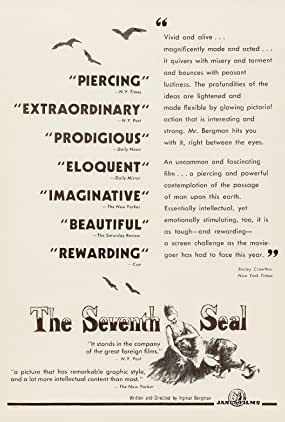 "PIERCING"
—N.Y. Times
"EXTRAORDINARY"
—N.Y. Post
"PRODIGIOUS"
—Daily News
"ELOQUENT"
—Daily Mirror
"IMAGINATIVE"
—The New Yorker
"BEAUTIFUL"
—The Saturday Review
"REWARDING"
—Cue
"
Vivid and alive . . .
magnificently made and acted . . .
it quivers with misery and torment
and bounces with peasant
lustiness. The profundities of the
ideas are lightened and
made flexible by glowing pictorial
action that is interesting and
strong. Mr. Bergman hits you
with it, right between the eyes.
An uncommon and fascinating
film . . . a piercing and powerful
contemplation of the passage
of man upon this earth.
Essentially intellectual, yet
emotionally stimulating, too, it is
as tough—and rewarding—
a screen challenge as the movie-
goer has had to face this year.
"
Bosley Crowther
New York Times
The Seventh Seal
"It stands in the company
of the great foreign films."
—N.Y. Post
"a picture that has remarkable graphic style,
and a lot more intellectual content than most."
—The New Yorker
Written and Directed by Ingmar Bergman
JANUS FILMS